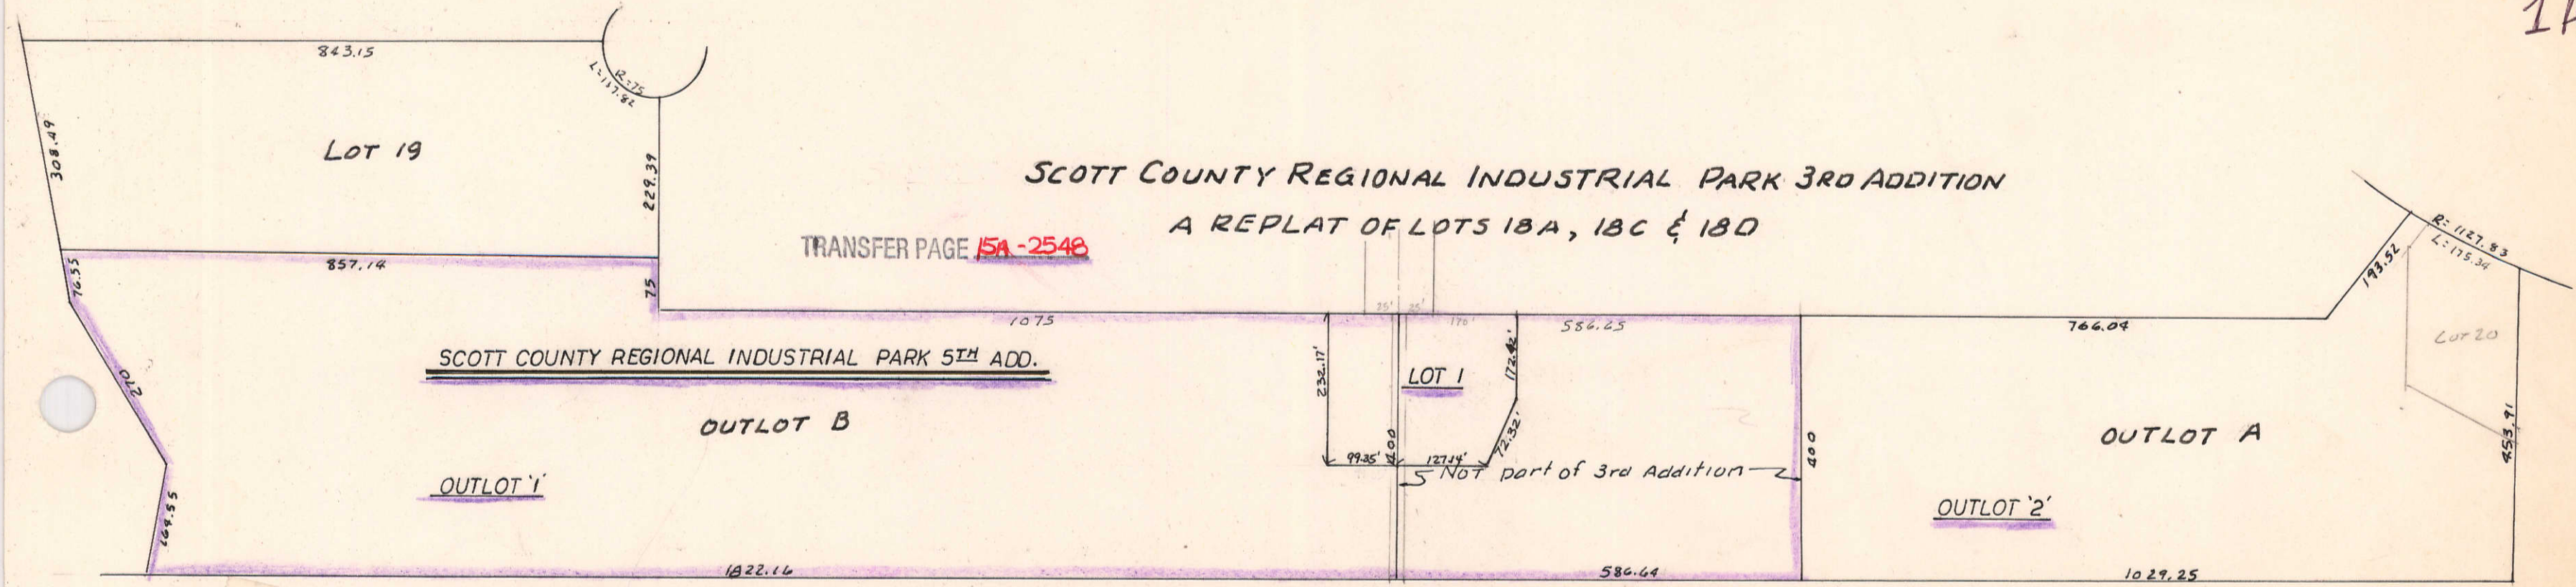 843.15
R=75
L=117.82
308.49
LOT 19
229.39
SCOTT COUNTY REGIONAL INDUSTRIAL PARK 3RD ADDITION
A REPLAT OF LOTS 18A, 18C & 18D
TRANSFER PAGE 15A-2548
R=1127.83
L=175.34
193.52
76.55
857.14
75
1075
25' 25'
170'
586.65
766.04
LOT 20
SCOTT COUNTY REGIONAL INDUSTRIAL PARK 5TH ADD.
232.17'
LOT 1
172.42'
270
OUTLOT B
400
72.32'
400
OUTLOT A
453.91
99.35'
127.14'
NOT part of 3rd Addition
OUTLOT '1'
OUTLOT '2'
169.55
1822.16
586.64
1029.25